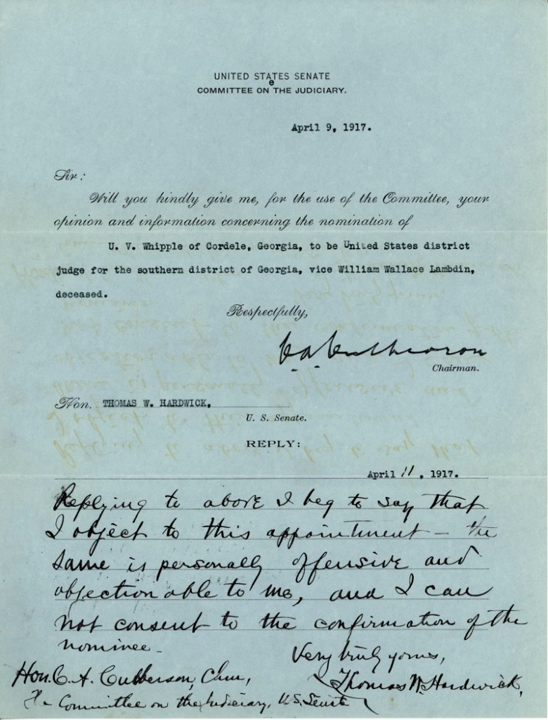 UNITED STATES SENATE
COMMITTEE ON THE JUDICIARY.
April 9, 1917.
Sir:
Will you kindly give me, for the use of the Committee, your
opinion and information concerning the nomination of
U. V. Whipple of Cordele, Georgia, to be United States district
judge for the southern district of Georgia, vice William Wallace Lambdin,
deceased.
Respectfully,
C A Culberson
Chairman.
Hon. THOMAS W. HARDWICK,
U. S. Senate.
REPLY:
April 11, 1917.
Replying to above I beg to say that
I object to this appointment – the
same is personally offensive and
objectionable to me, and I can
not consent to the confirmation of the
nominee.
Very truly yours,
Hon. C. A. Culberson, Chm,
Thomas W. Hardwick,
The Committee on the Judiciary, U.S. Senate